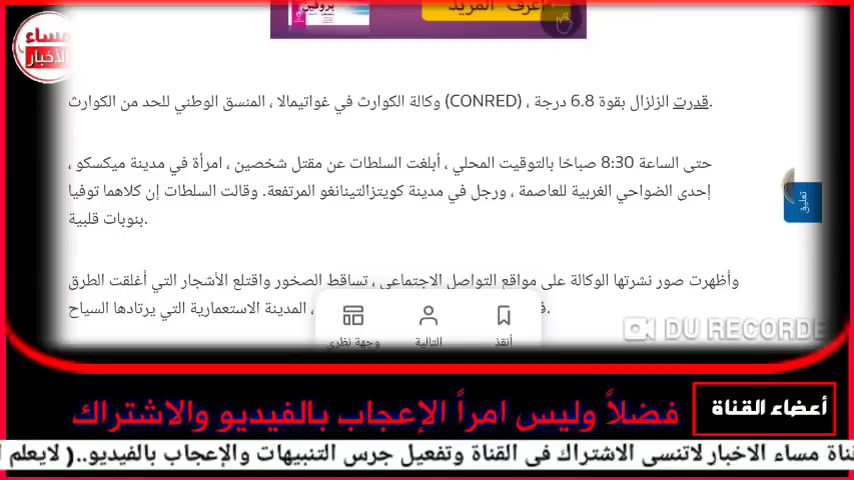 اعرف المزيد
بروفين
مساء
الأخبار
قدرت الزلزال بقوة 6.8 درجة ، (CONRED) وكالة الكوارث في غواتيمالا ، المنسق الوطني للحد من الكوارث.
حتى الساعة 8:30 صباحًا بالتوقيت المحلي ، أبلغت السلطات عن مقتل شخصين ، امرأة في مدينة ميكسكو ،
إحدى الضواحي الغربية للعاصمة ، ورجل في مدينة كويتزالتينانغو المرتفعة. وقالت السلطات إن كلاهما توفيا
بنوبات قلبية.
تعليق
وأظهرت صور نشرتها الوكالة على مواقع التواصل الاجتماعي ، تساقط الصخور واقتلع الأشجار التي أغلقت الطرق
، المدينة الاستعمارية التي يرتادها السياح.
أنقذ
التالية
وجهة نظري
DU RECORDE
أعضاء القناة
فضلاً وليس امراً الإعجاب بالفيديو والاشتراك
ناة مساء الاخبار لاتنسى الاشتراك فى القناة وتفعيل جرس التنبيهات والإعجاب بالفيديو..( لايعلم